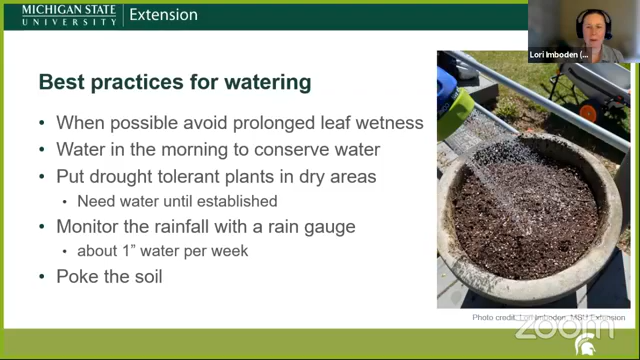 MICHIGAN STATE
UNIVERSITY
Extension
Lori Imboden (...
Best practices for watering
• When possible avoid prolonged leaf wetness
• Water in the morning to conserve water
• Put drought tolerant plants in dry areas
• Need water until established
• Monitor the rainfall with a rain gauge
• about 1” water per week
• Poke the soil
Photo credit: Lori Imboden, MSU Extension
zoom